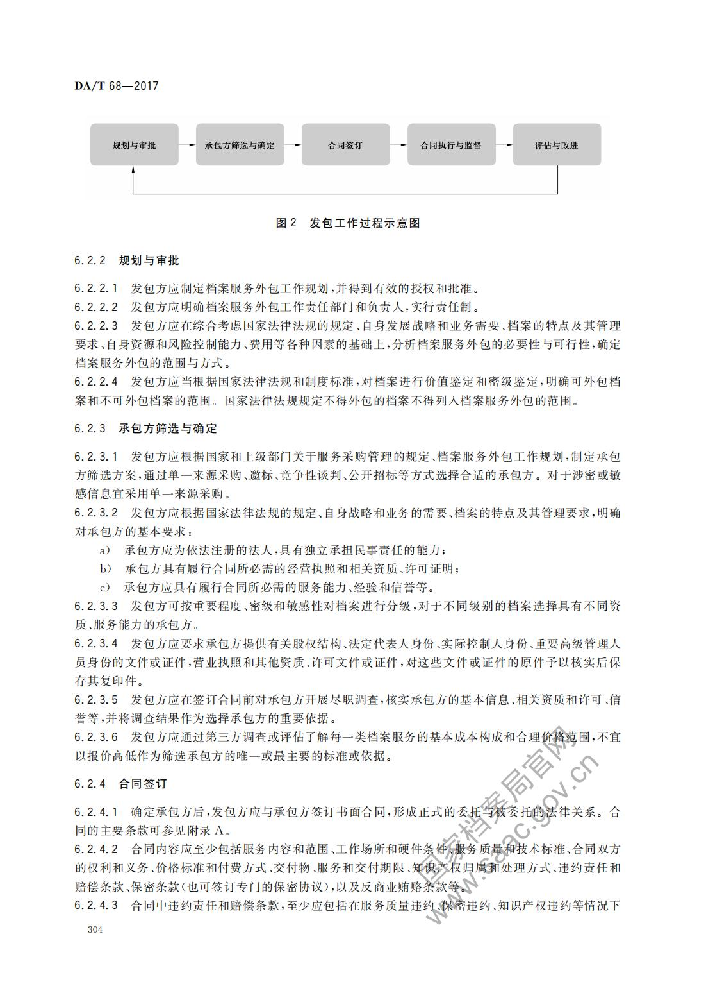 DA/T 68—2017
规划与审批
承包方筛选与确定
合同签订
合同执行与监督
评估与改进
图 2 发包工作过程示意图
6.2.2 规划与审批
6.2.2.1 发包方应制定档案服务外包工作规划,并得到有效的授权和批准。
6.2.2.2 发包方应明确档案服务外包工作责任部门和负责人,实行责任制。
6.2.2.3 发包方应在综合考虑国家法律法规的规定、自身发展战略和业务需要、档案的特点及其管理
要求、自身资源和风险控制能力、费用等各种因素的基础上,分析档案服务外包的必要性与可行性,确定
档案服务外包的范围与方式。
6.2.2.4 发包方应当根据国家法律法规和制度标准,对档案进行价值鉴定和密级鉴定,明确可外包档
案和不可外包档案的范围。国家法律法规规定不得外包的档案不得列入档案服务外包的范围。
6.2.3 承包方筛选与确定
6.2.3.1 发包方应根据国家和上级部门关于服务采购管理的规定、档案服务外包工作规划,制定承包
方筛选方案,通过单一来源采购、邀标、竞争性谈判、公开招标等方式选择合适的承包方。对于涉密或敏
感信息宜采用单一来源采购。
6.2.3.2 发包方应根据国家法律法规的规定、自身战略和业务的需要、档案的特点及其管理要求,明确
对承包方的基本要求:
a) 承包方应为依法注册的法人,具有独立承担民事责任的能力;
b) 承包方具有履行合同所必需的经营执照和相关资质、许可证明;
c) 承包方应具有履行合同所必需的服务能力、经验和信誉等。
6.2.3.3 发包方可按重要程度、密级和敏感性对档案进行分级,对于不同级别的档案选择具有不同资
质、服务能力的承包方。
6.2.3.4 发包方应要求承包方提供有关股权结构、法定代表人身份、实际控制人身份、重要高级管理人
员身份的文件或证件,营业执照和其他资质、许可文件或证件,对这些文件或证件的原件予以核实后保
存其复印件。
6.2.3.5 发包方应在签订合同前对承包方开展尽职调查,核实承包方的基本信息、相关资质和许可、信
誉等,并将调查结果作为选择承包方的重要依据。
6.2.3.6 发包方应通过第三方调查或评估了解每一类档案服务的基本成本构成和合理价格范围,不宜
以报价高低作为筛选承包方的唯一或最主要的标准或依据。
6.2.4 合同签订
6.2.4.1 确定承包方后,发包方应与承包方签订书面合同,形成正式的委托与被委托的法律关系。合
同的主要条款可参见附录 A。
6.2.4.2 合同内容应至少包括服务内容和范围、工作场所和硬件条件、服务质量和技术标准、合同双方
的权利和义务、价格标准和付费方式、交付物、服务和交付期限、知识产权归属和处理方式、违约责任和
赔偿条款、保密条款(也可签订专门的保密协议),以及反商业贿赂条款等。
6.2.4.3 合同中违约责任和赔偿条款,至少应包括在服务质量违约、保密违约、知识产权违约等情况下
304
国家档案局官网
www.saac.gov.cn